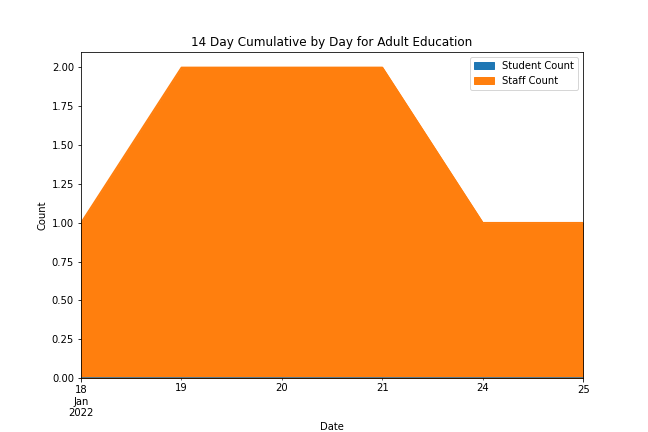 14 Day Cumulative by Day for Adult Education
Student Count
Staff Count
2.00
1.75
1.50
1.25
1.00
0.75
0.50
0.25
0.00
Count
18 19 20 21 24 25
Jan
2022
Date